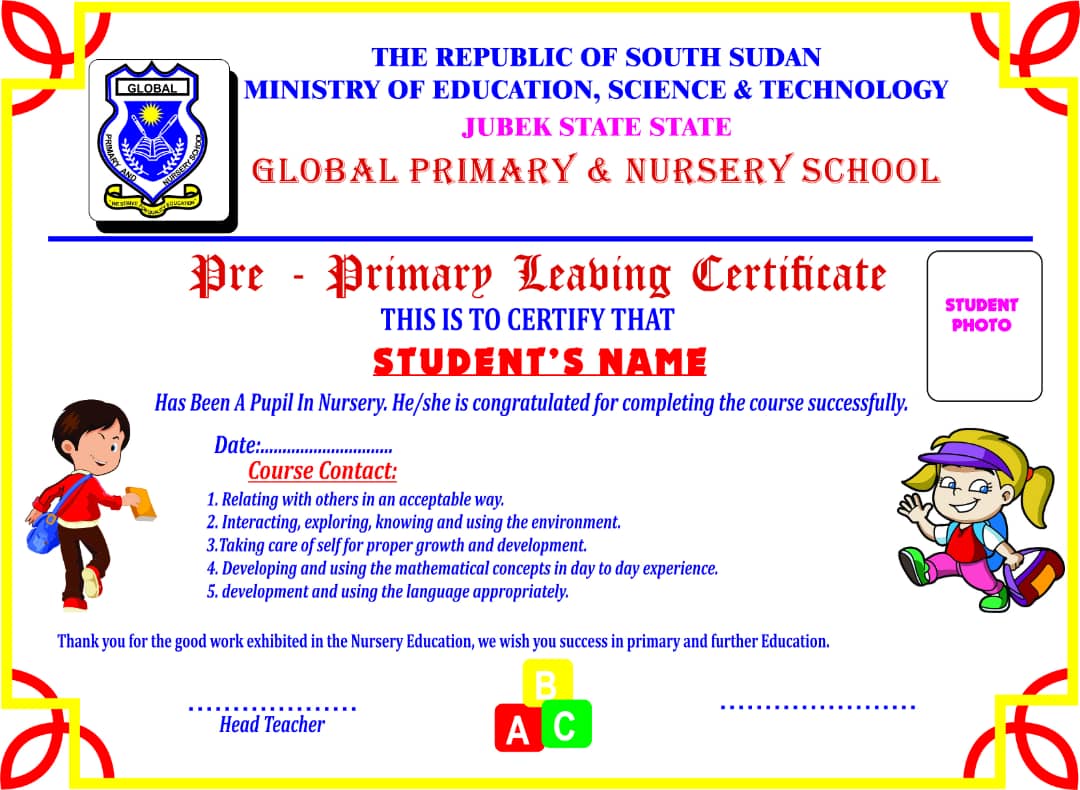 GLOBAL
PRIMARY AND NURSERY SCHOOL
WE STRIVE FOR QUALITY EDUCATION
THE REPUBLIC OF SOUTH SUDAN
MINISTRY OF EDUCATION, SCIENCE & TECHNOLOGY
JUBEK STATE STATE
GLOBAL PRIMARY & NURSERY SCHOOL
Pre - Primary Leaving Certificate
THIS IS TO CERTIFY THAT
STUDENT'S NAME
STUDENT
PHOTO
Has Been A Pupil In Nursery. He/she is congratulated for completing the course successfully.
Date:..............................
Course Contact:
1. Relating with others in an acceptable way.
2. Interacting, exploring, knowing and using the environment.
3.Taking care of self for proper growth and development.
4. Developing and using the mathematical concepts in day to day experience.
5. development and using the language appropriately.
Thank you for the good work exhibited in the Nursery Education, we wish you success in primary and further Education.
................... ......................
Head Teacher
B
A C